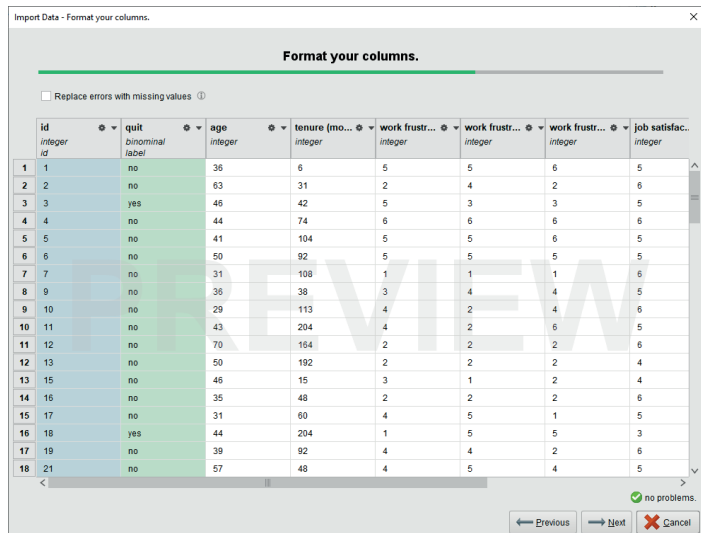 Import Data - Format your columns.
Format your columns.
Replace errors with missing values
id quit age tenure (mo... work frustr... work frustr... work frustr... job satisfac...
integer binominal integer integer integer integer integer integer
id label
1 1 no 36 6 5 5 6 5
2 2 no 63 31 2 4 2 6
3 3 yes 46 42 5 3 3 5
4 4 no 44 74 6 6 6 6
5 5 no 41 104 5 5 6 5
6 6 no 50 92 5 5 5 5
7 7 no 31 108 1 1 1 6
8 9 no 36 38 3 4 4 5
9 10 no 29 113 4 2 4 6
10 11 no 43 204 4 2 6 5
11 12 no 70 164 2 2 2 6
12 13 no 50 192 2 2 2 4
13 15 no 46 15 3 1 2 4
14 16 no 35 48 2 2 2 6
15 17 no 31 60 4 5 1 5
16 18 yes 44 204 1 5 5 3
17 19 no 39 92 4 4 2 6
18 21 no 57 48 4 5 4 5
PREVIEW
no problems.
Previous Next Cancel